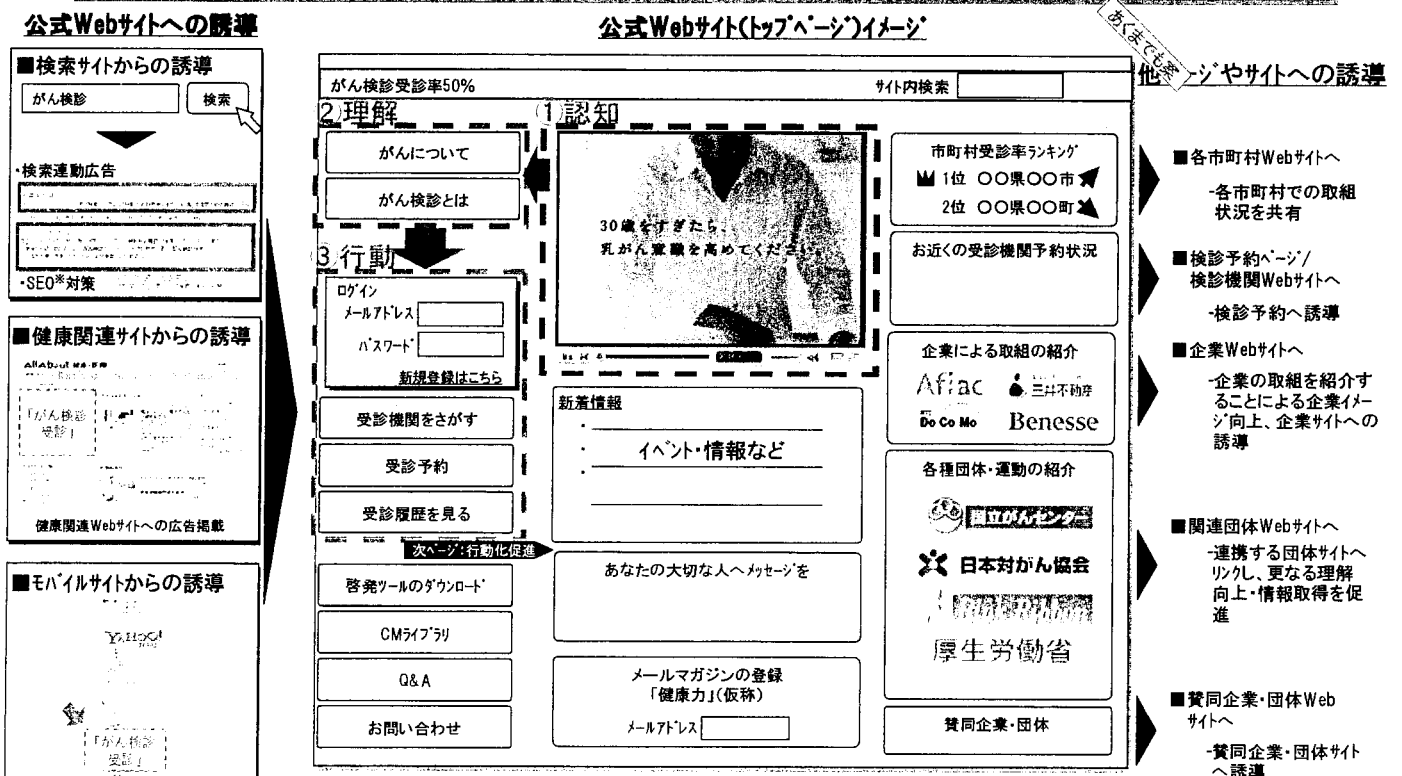 公式Webサイトへの誘導
■検索サイトからの誘導
がん検診
検索
・検索連動広告
・SEO※対策
■健康関連サイトからの誘導
「がん検診
受診」
健康関連Webサイトへの広告掲載
■モバイルサイトからの誘導
「がん検診
受診」
公式Webサイト(トップページ)イメージ
がん検診受診率50%
サイト内検索
2)理解
がんについて
がん検診とは
3 行動
ログイン
メールアドレス
パスワード
新規登録はこちら
受診機関をさがす
受診予約
受診履歴を見る
次ページ:行動化促進
啓発ツールのダウンロード
CMライブラリ
Q&A
お問い合わせ
(1)認知
30歳をすぎたら、
乳がん意識を高めてください。
新着情報
・
・
・
イベント・情報など
あなたの大切な人へメッセージを
メールマガジンの登録
「健康力」(仮称)
メールアドレス
市町村受診率ランキング
1位 〇〇県〇〇市
2位 〇〇県〇〇町
お近くの受診機関予約状況
企業による取組の紹介
Aflac
三井不動産
Do Co Mo
Benesse
各種団体・運動の紹介
国立がんセンター
日本対がん協会
Pink Ribbon
厚生労働省
賛同企業・団体
あくまでも案
他 ージやサイトへの誘導
■各市町村Webサイトへ
-各市町村での取組
状況を共有
■検診予約ページ/
検診機関Webサイトへ
-検診予約へ誘導
■企業Webサイトへ
-企業の取組を紹介す
ることによる企業イメー
ジ向上、企業サイトへの
誘導
■関連団体Webサイトへ
-連携する団体サイトへ
リンクし、更なる理解
向上・情報取得を促
進
■賛同企業・団体Web
サイトへ
-賛同企業・団体サイト
へ誘導